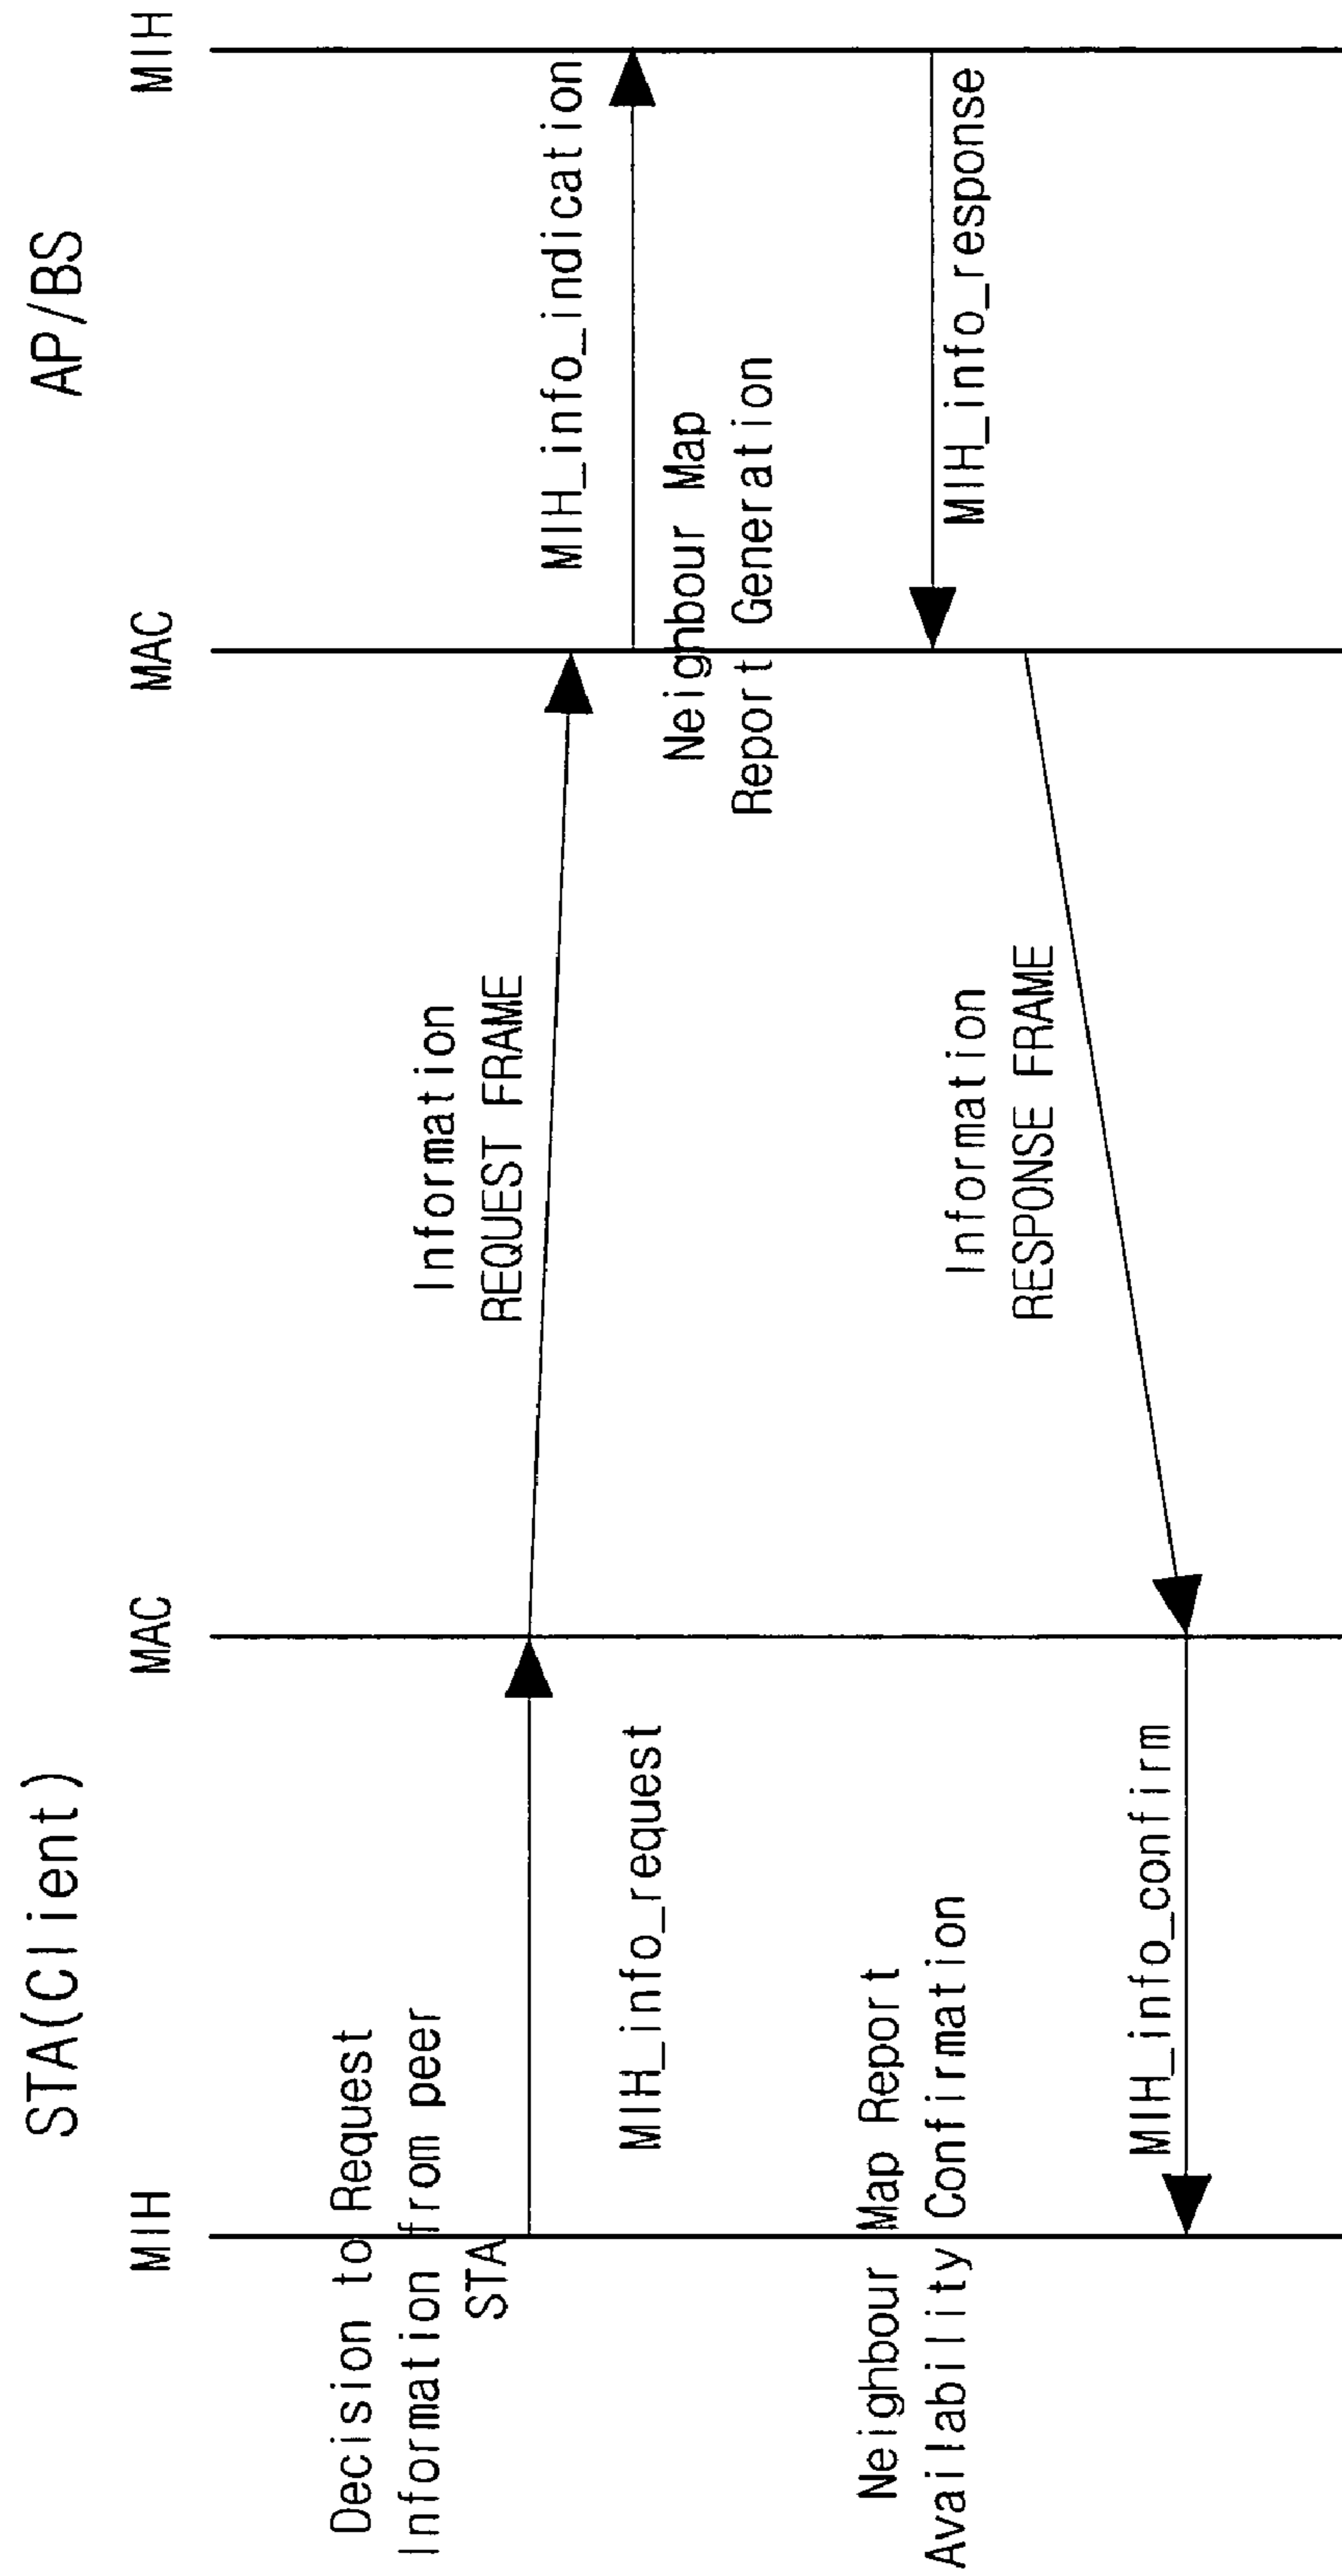 STA(Client)
AP/BS
MIH
MAC
MAC
MIH
Decision to Request
Information from peer
STA
Information
REQUEST FRAME
MIH_info_indication
MIH_info_request
Neighbour Map
Report Generation
Neighbour Map Report
Availability Confirmation
Information
RESPONSE FRAME
MIH_info_response
MIH_info_confirm